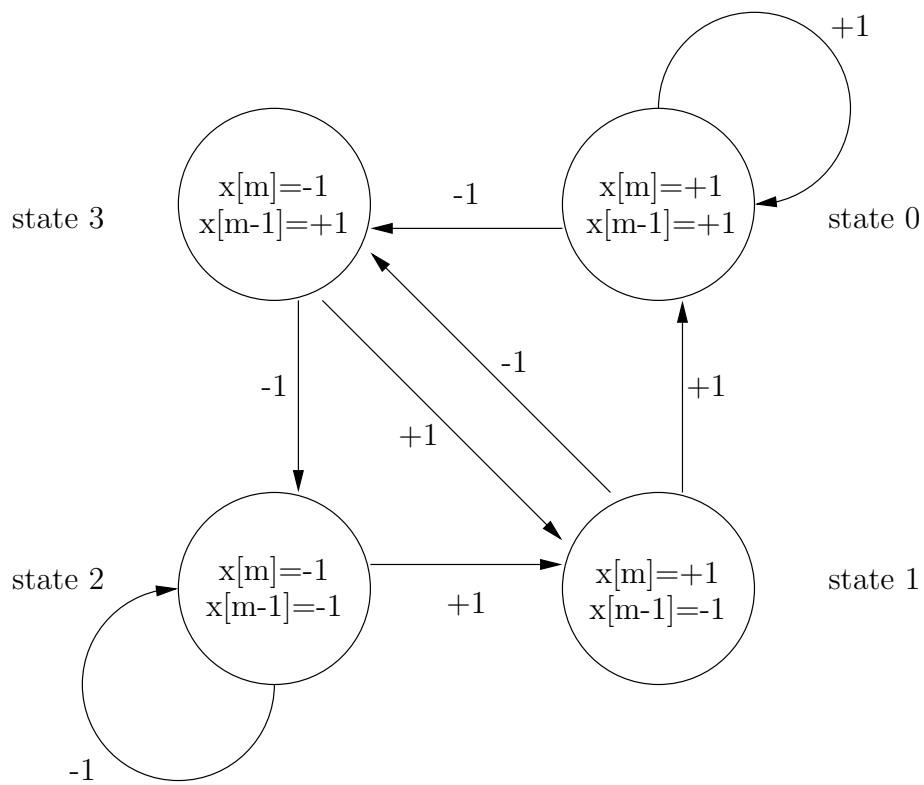 +1
x[m]=-1
x[m-1]=+1
-1
x[m]=+1
x[m-1]=+1
state 3
state 0
-1
-1
+1
+1
state 2
x[m]=-1
x[m-1]=-1
+1
x[m]=+1
x[m-1]=-1
state 1
-1